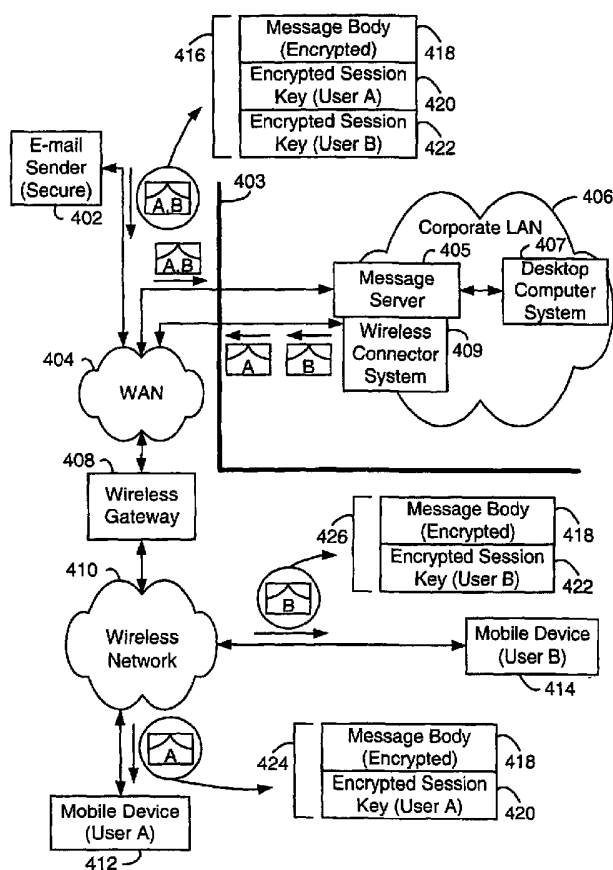 416
Message Body
(Encrypted)
418
Encrypted Session
Key (User A)
420
Encrypted Session
Key (User B)
422
E-mail
Sender
(Secure)
402
A,B
403
406
Corporate LAN
405
407
A,B
Message
Server
Desktop
Computer
System
404
WAN
A
B
Wireless
Connector
System
409
408
Wireless
Gateway
426
Message Body
(Encrypted)
418
Encrypted Session
Key (User B)
422
410
B
Wireless
Network
Mobile Device
(User B)
414
A
424
Message Body
(Encrypted)
418
Encrypted Session
Key (User A)
420
Mobile Device
(User A)
412